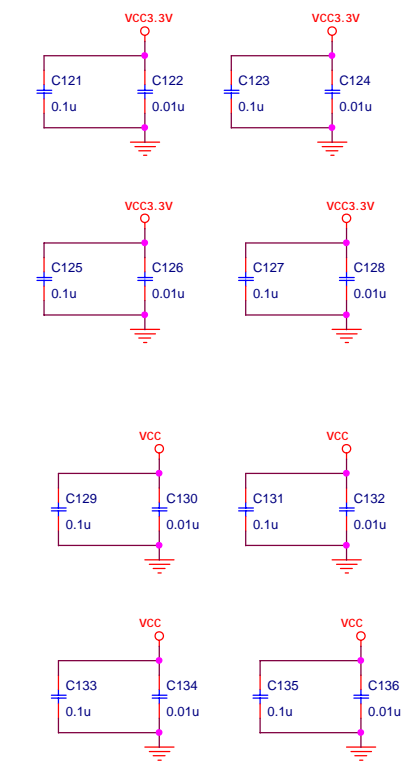 VCC3.3V VCC3.3V
C121 C122 C123 C124
0.1u 0.01u 0.1u 0.01u
VCC3.3V VCC3.3V
C125 C126 C127 C128
0.1u 0.01u 0.1u 0.01u
VCC VCC
C129 C130 C131 C132
0.1u 0.01u 0.1u 0.01u
VCC VCC
C133 C134 C135 C136
0.1u 0.01u 0.1u 0.01u